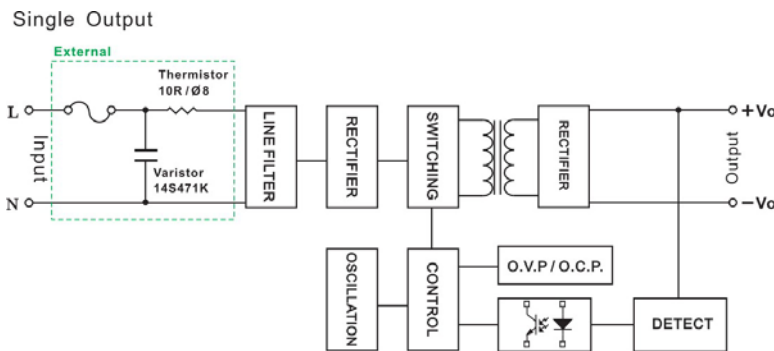 Single Output
External
Thermistor
10R/Ø8
L
Input
N
Varistor
14S471K
LINE FILTER
RECTIFIER
SWITCHING
RECTIFIER
+Vo
Output
−Vo
OSCILLATION
CONTROL
O.V.P / O.C.P.
DETECT